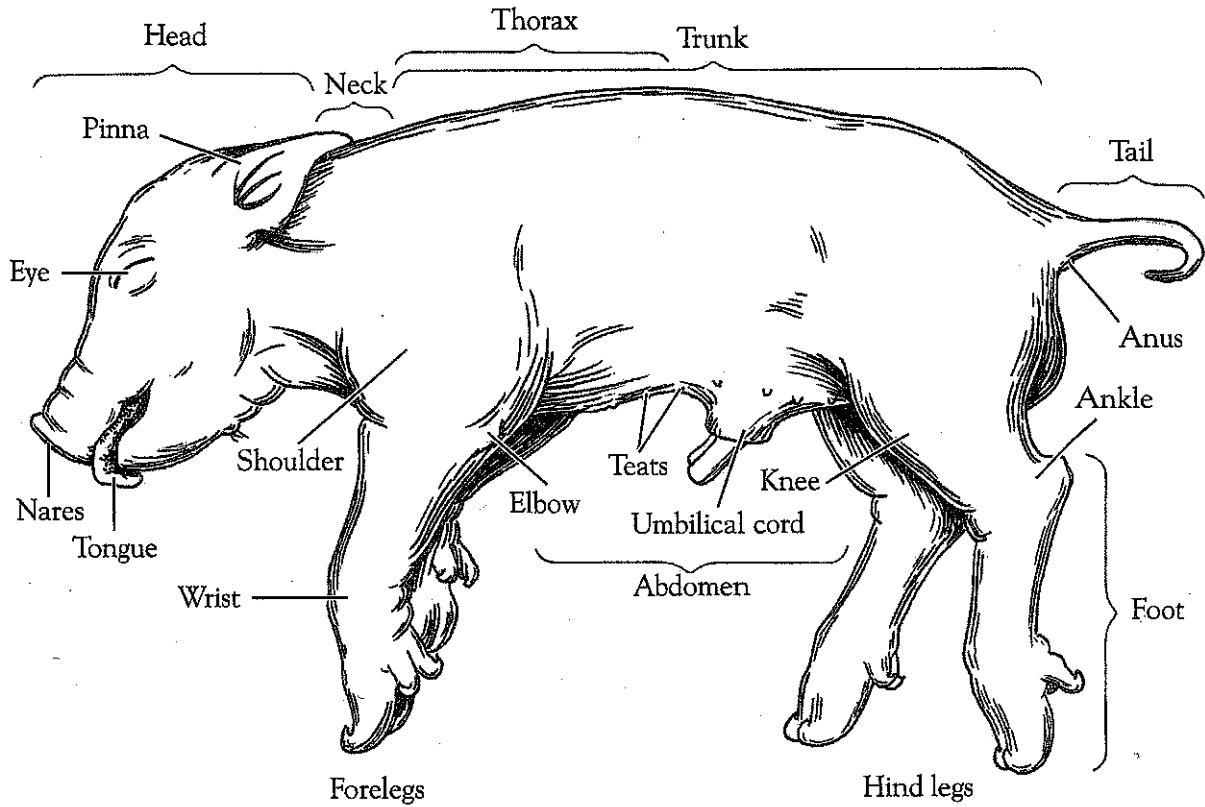 Head
Thorax
Trunk
Neck
Pinna
Tail
Eye
Anus
Ankle
Shoulder
Teats
Knee
Elbow
Nares
Umbilical cord
Tongue
Abdomen
Wrist
Foot
Forelegs
Hind legs